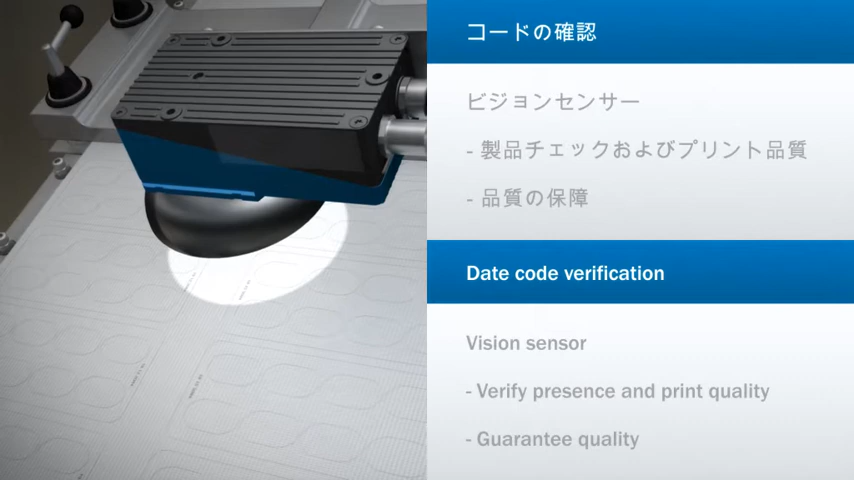 コードの確認
ビジョンセンサー
- 製品チェックおよびプリント品質
- 品質の保障
Date code verification
Vision sensor
- Verify presence and print quality
- Guarantee quality